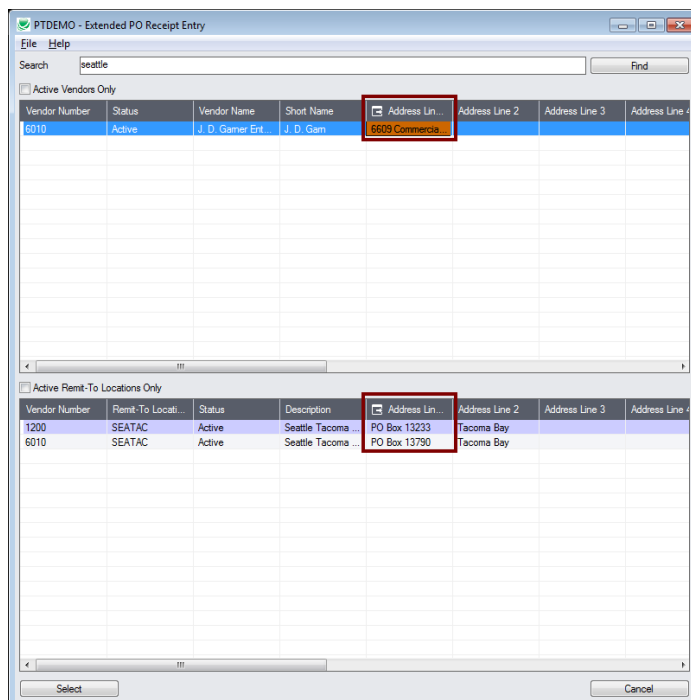 PTDEMO - Extended PO Receipt Entry
File Help
Search seattle Find
Active Vendors Only
Vendor Number Status Vendor Name Short Name Address Lin... Address Line 2 Address Line 3 Address Line 4
6010 Active J. D. Garner Ent... J. D. Garn 6609 Commercia...
Active Remit-To Locations Only
Vendor Number Remit-To Locati... Status Description Address Lin... Address Line 2 Address Line 3 Address Line 4
1200 SEATAC Active Seattle Tacoma ... PO Box 13233 Tacoma Bay
6010 SEATAC Active Seattle Tacoma ... PO Box 13790 Tacoma Bay
Select Cancel